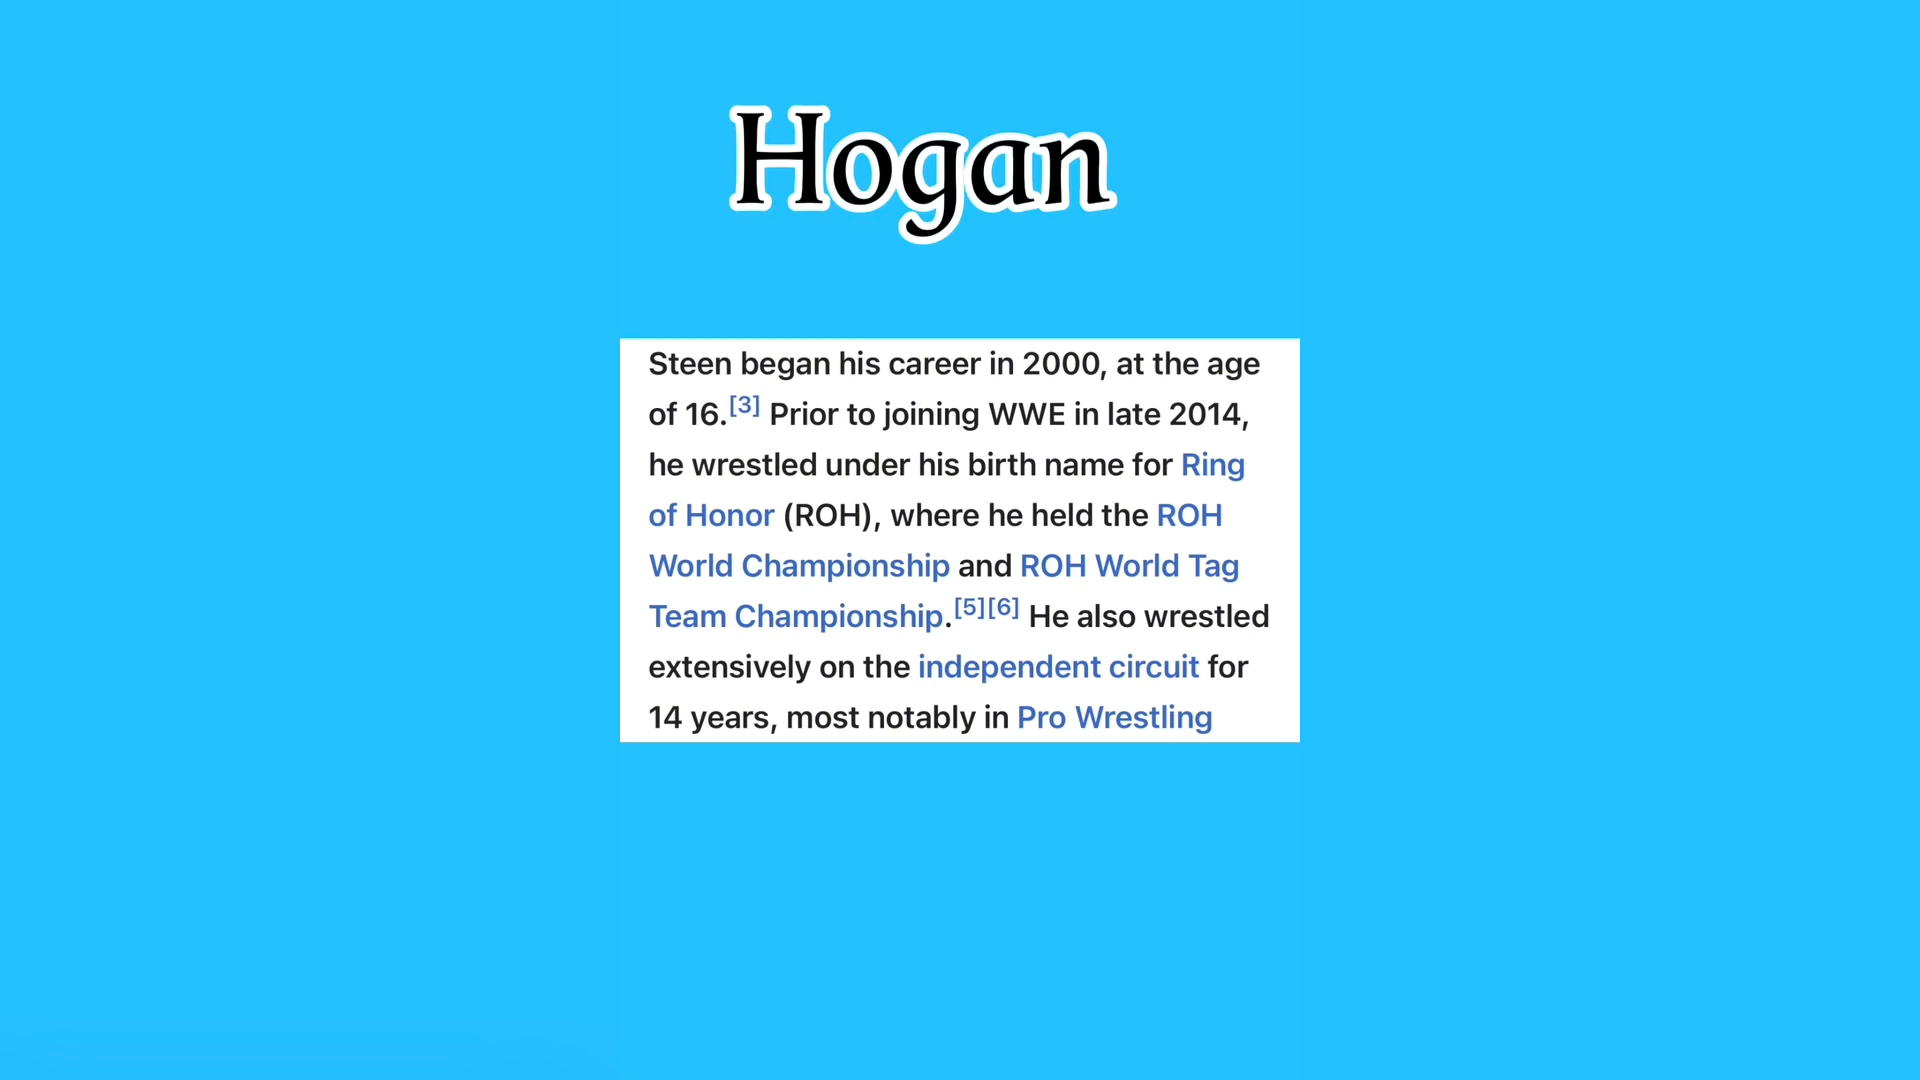 Hogan
Steen began his career in 2000, at the age
of 16.[3] Prior to joining WWE in late 2014,
he wrestled under his birth name for Ring
of Honor (ROH), where he held the ROH
World Championship and ROH World Tag
Team Championship.[5][6] He also wrestled
extensively on the independent circuit for
14 years, most notably in Pro Wrestling